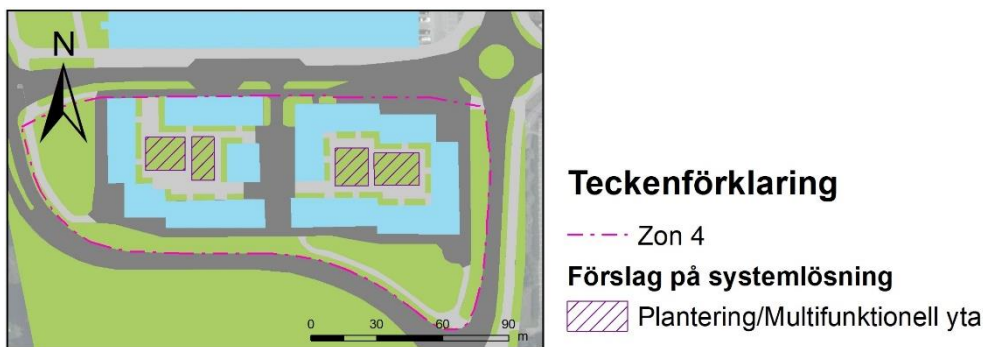 N
0 30 60 90
m
Teckenförklaring
Zon 4
Förslag på systemlösning
Plantering/Multifunktionell yta